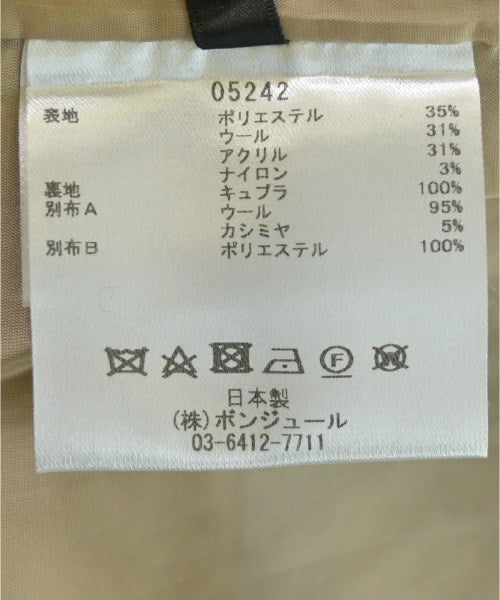 05242
表地 ポリエステル 35%
ウール 31%
アクリル 31%
ナイロン 3%
裏地 キュプラ 100%
別布A ウール 95%
カシミヤ 5%
別布B ポリエステル 100%
F W
日本製
(株)ボンジュール
03-6412-7711